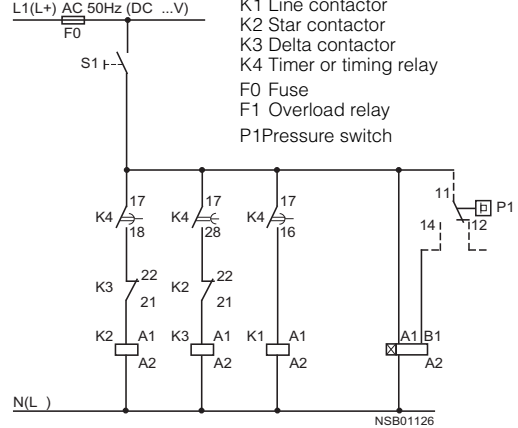 L1(L+) AC 50Hz (DC ...V)
K1 Line contactor
K2 Star contactor
K3 Delta contactor
K4 Timer or timing relay
F0 Fuse
F1 Overload relay
P1Pressure switch
F0
S1
17
17
17
11
P1
K4
K4
K4
18
28
16
14
12
K3
22
K2
22
21
21
K2
A1
K3
A1
K1
A1
A1
B1
A2
A2
A2
A2
N(L )
NSB01126